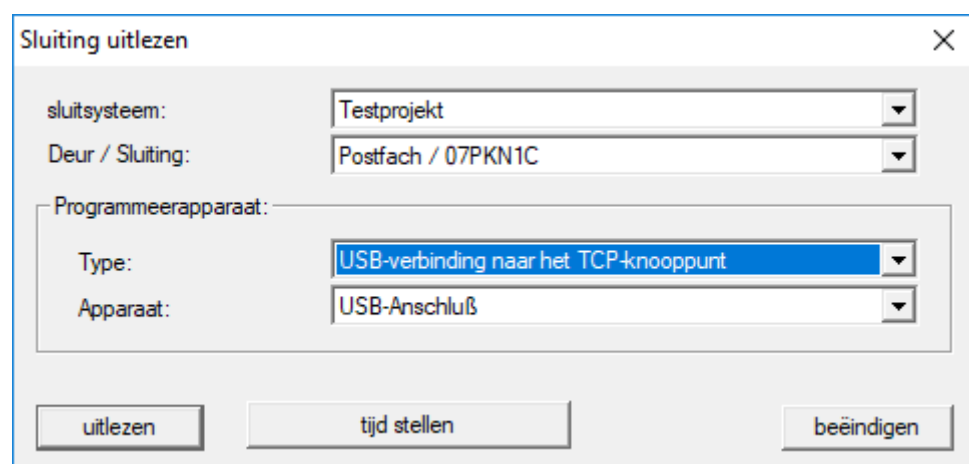 Sluiting uitlezen
sluitsysteem: Testprojekt
Deur / Sluiting: Postfach / 07PKN1C
Programmeerapparaat:
Type: USB-verbinding naar het TCP-knooppunt
Apparaat: USB-Anschluß
uitlezen tijd stellen beëindigen